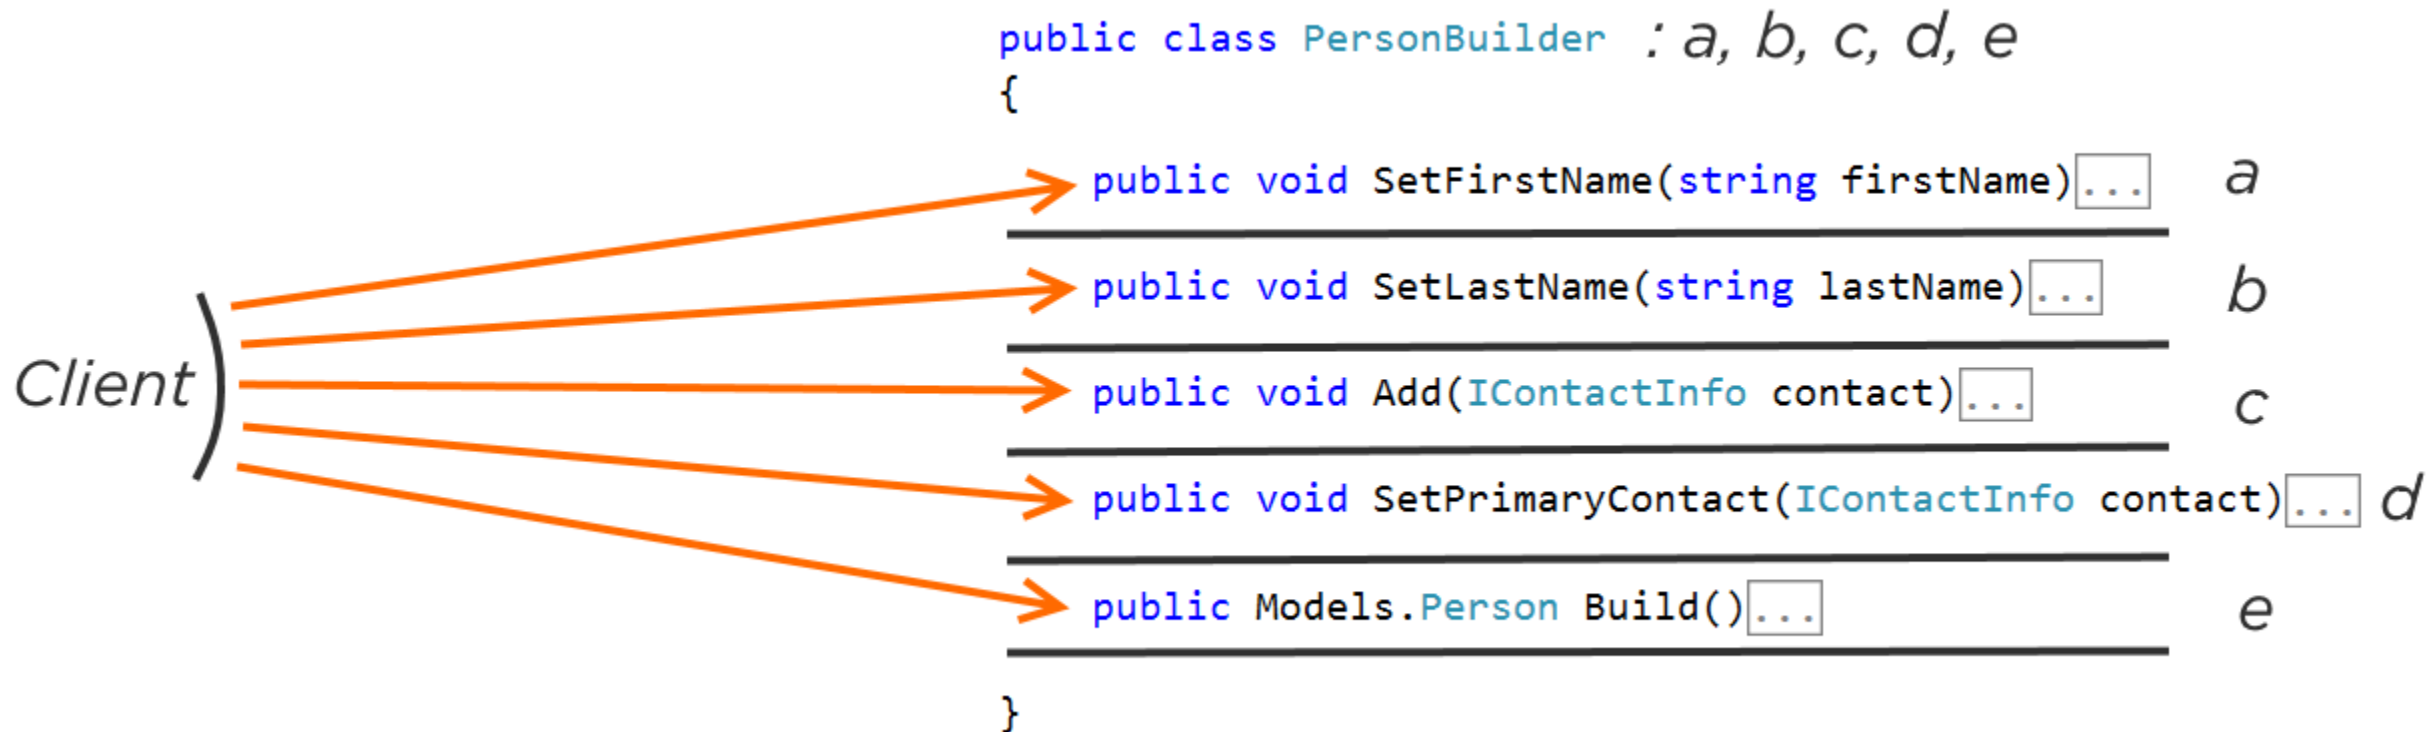 public class PersonBuilder : a, b, c, d, e
{
public void SetFirstName(string firstName)... a
public void SetLastName(string lastName)... b
Client
public void Add(IContactInfo contact)... c
public void SetPrimaryContact(IContactInfo contact)... d
public Models.Person Build()... e
}